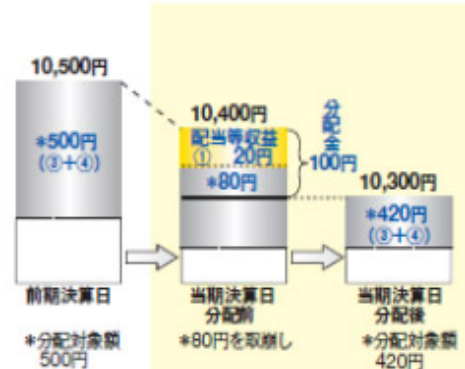 10,500円
*500円
(③+④)
前期決算日
*分配対象額
500円
10,400円
配当等収益
① 20円
*80円
分配金
100円
当期決算日
分配前
*80円を取崩し
10,300円
*420円
(③+④)
当期決算日
分配後
*分配対象額
420円